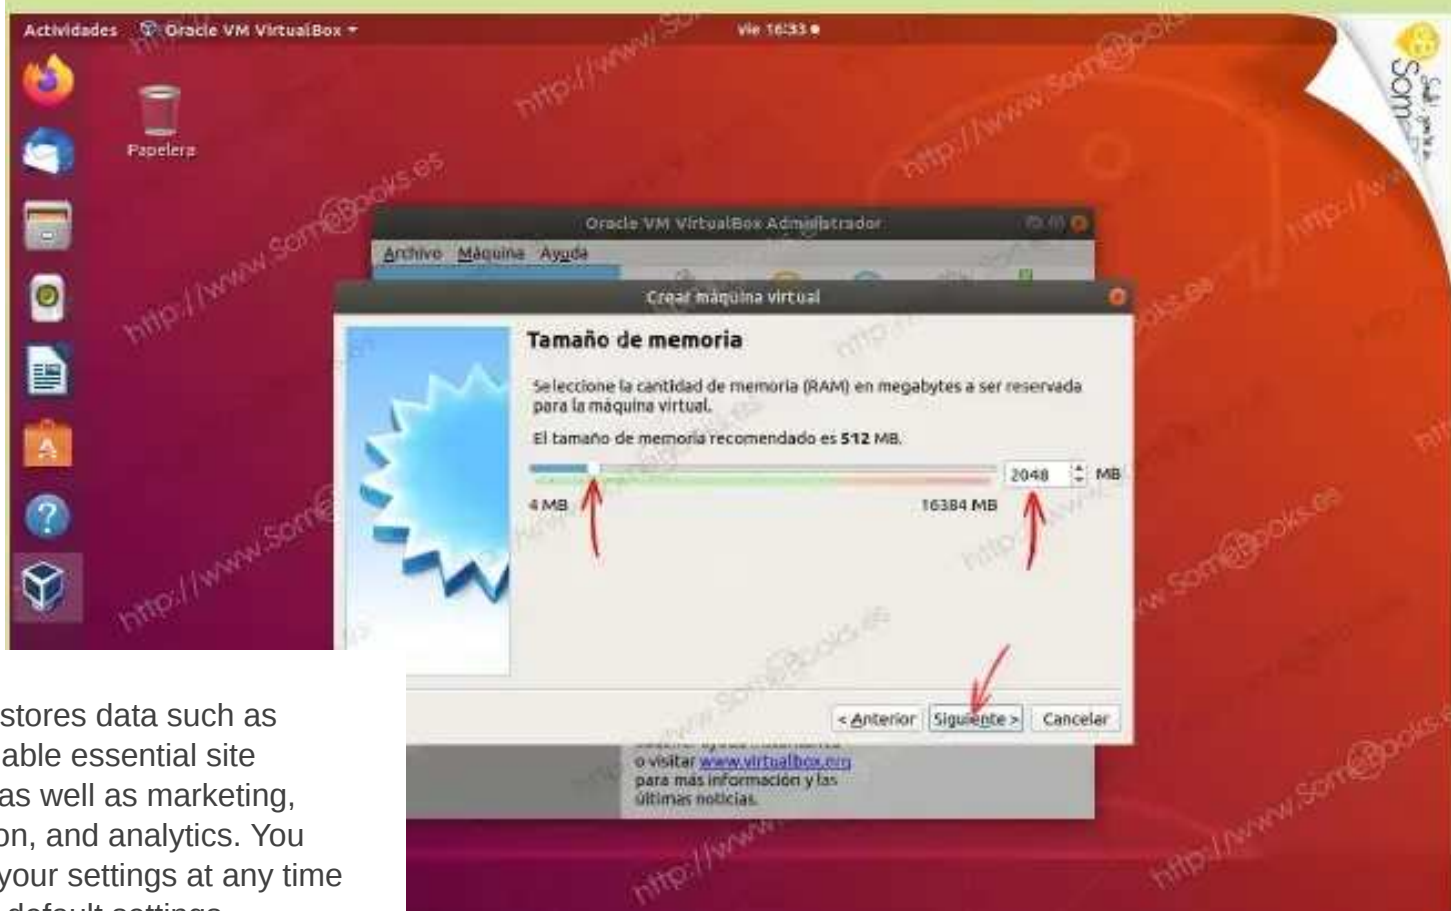 Actividades Oracle VM VirtualBox
Vie 16:33
Papelera
http://www.SomeBooks.es
Oracle VM VirtualBox Administrador
Archivo Máquina Ayuda
Crear máquina virtual
Tamaño de memoria
Seleccione la cantidad de memoria (RAM) en megabytes a ser reservada
para la máquina virtual.
El tamaño de memoria recomendado es 512 MB.
2048 MB
4 MB 16384 MB
< Anterior Siguiente > Cancelar
o visitar www.virtualbox.org
para más información y las
últimas noticias.
stores data such as
able essential site
as well as marketing,
on, and analytics. You
your settings at any time
default settings